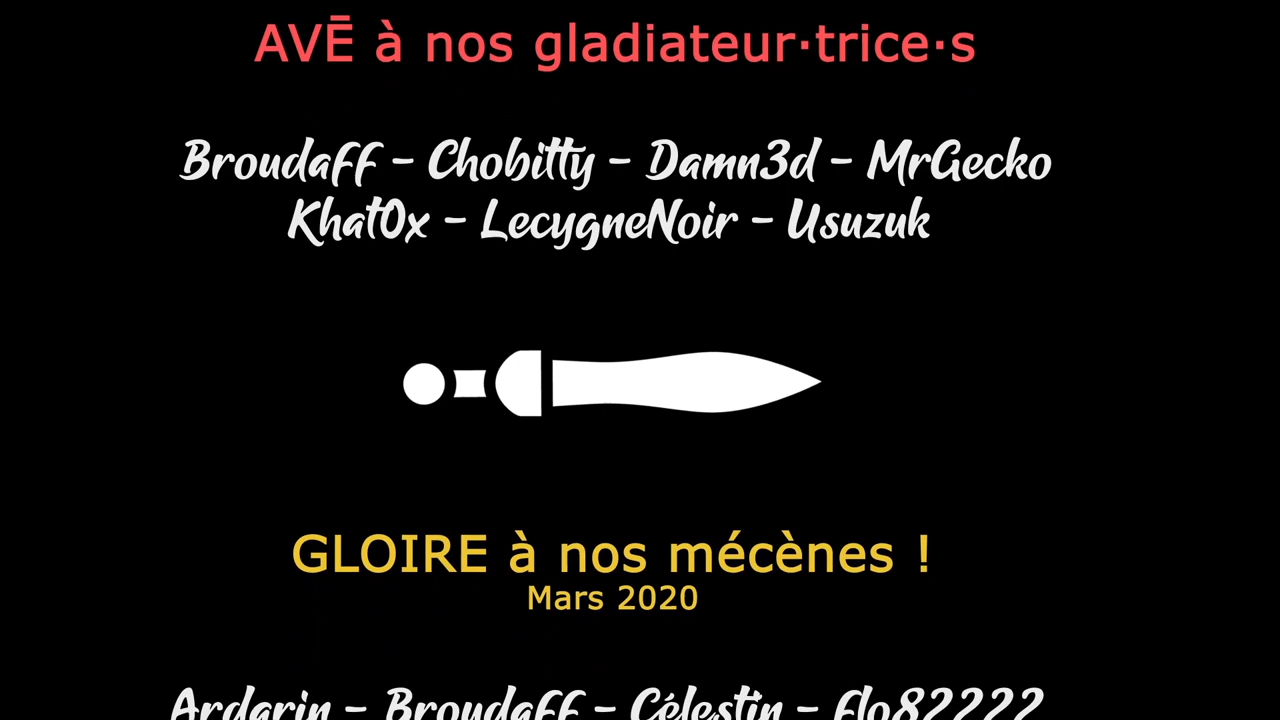 AVĒ à nos gladiateur·trice·s
Broudaff - Chobitty - Damn3d - MrGecko
Khat0x - LecygneNoir - Usuzuk
GLOIRE à nos mécènes !
Mars 2020
Ardarin - Broudaff - Célestin - flo82222